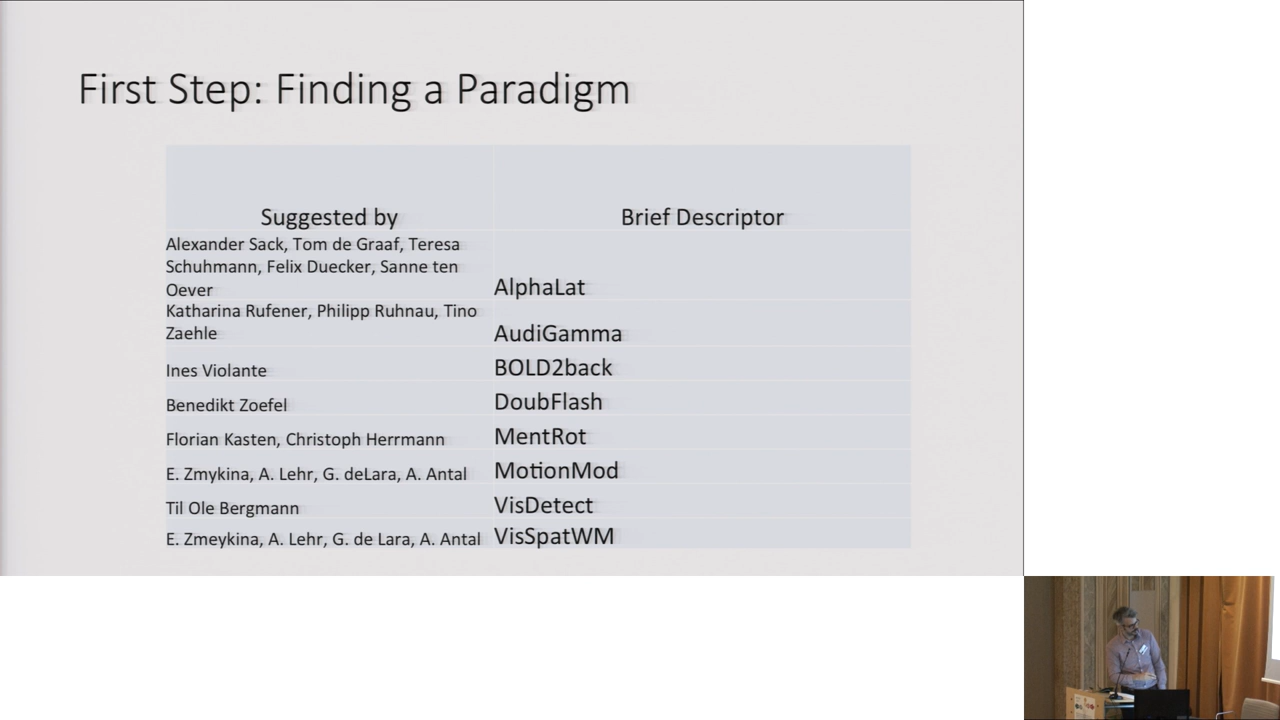 First Step: Finding a Paradigm
Suggested by
Brief Descriptor
Alexander Sack, Tom de Graaf, Teresa
Schuhmann, Felix Duecker, Sanne ten
Oever
AlphaLat
Katharina Rufener, Philipp Ruhnau, Tino
Zaehle
AudiGamma
Ines Violante
BOLD2back
Benedikt Zoefel
DoubFlash
Florian Kasten, Christoph Herrmann
MentRot
E. Zmykina, A. Lehr, G. deLara, A. Antal
MotionMod
Til Ole Bergmann
VisDetect
E. Zmeykina, A. Lehr, G. de Lara, A. Antal
VisSpatWM